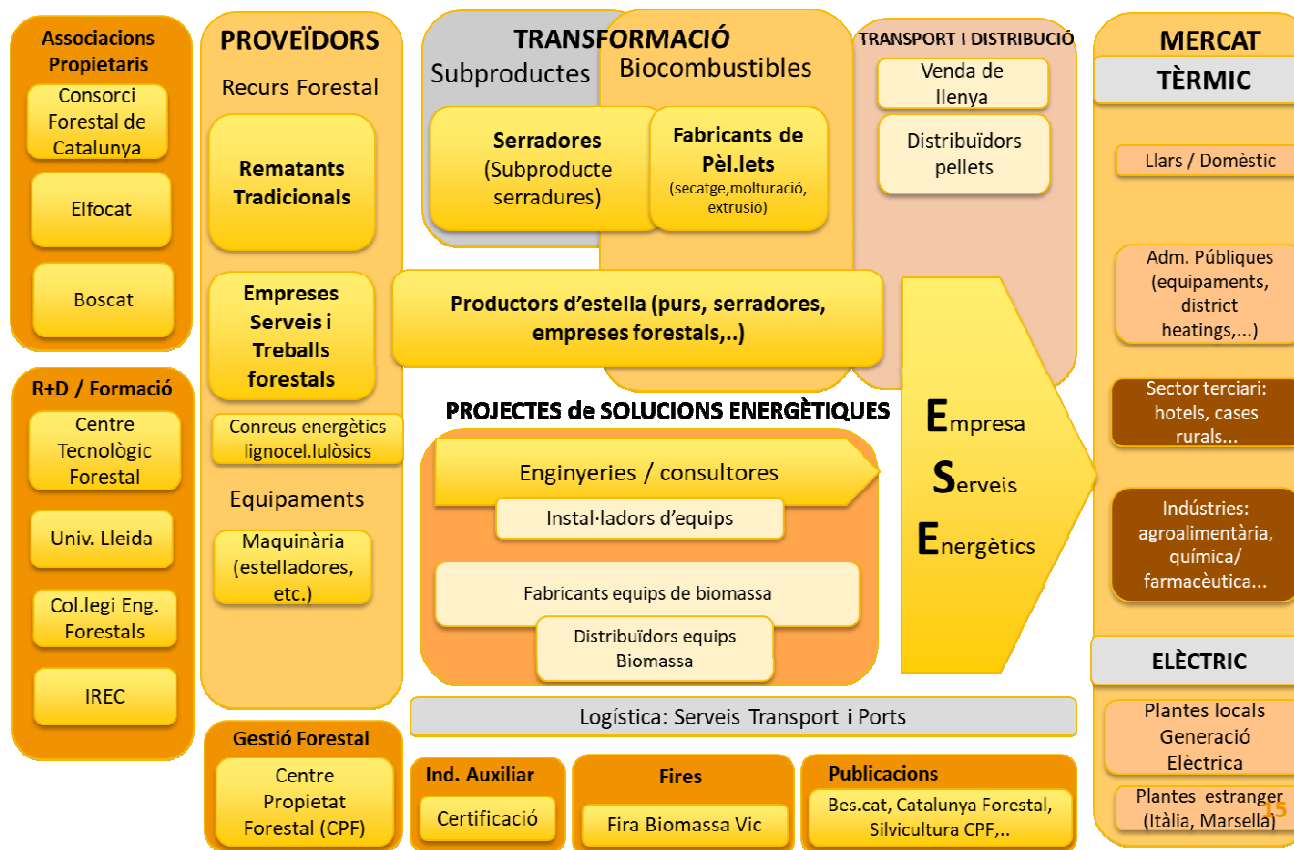 Associacions
Propietaris
Consorci
Forestal de
Catalunya
Elfocat
Boscat
R+D / Formació
Centre
Tecnològic
Forestal
Univ. Lleida
Col.legi Eng.
Forestals
IREC
PROVEÏDORS
Recurs Forestal
Rematants
Tradicionals
Empreses
Serveis i
Treballs
forestals
Conreus energètics
lignocel.lulòsics
Equipaments
Maquinària
(estelladores,
etc.)
Gestió Forestal
Centre
Propietat
Forestal (CPF)
TRANSFORMACIÓ
Subproductes
Biocombustibles
Serradores
(Subproducte
serradures)
Fabricants de
Pèl.lets
(secatge,molturació,
extrusio)
Productors d'estella (purs, serradores,
empreses forestals,..)
PROJECTES de SOLUCIONS ENERGÈTIQUES
Enginyeries / consultores
Instal·ladors d'equips
Fabricants equips de biomassa
Distribuïdors equips
Biomassa
TRANSPORT I DISTRIBUCIÓ
Venda de
llenya
Distribuïdors
pellets
Empresa
Serveis
Energètics
Logística: Serveis Transport i Ports
Ind. Auxiliar
Certificació
Fires
Fira Biomassa Vic
Publicacions
Bes.cat, Catalunya Forestal,
Silvicultura CPF,..
MERCAT
TÈRMIC
Llars / Domèstic
Adm. Públiques
(equipaments,
district
heatings,...)
Sector terciari:
hotels, cases
rurals...
Indústries:
agroalimentària,
química/
farmacèutica...
ELÈCTRIC
Plantes locals
Generació
Elèctrica
Plantes estranger
(Itàlia, Marsella)
15